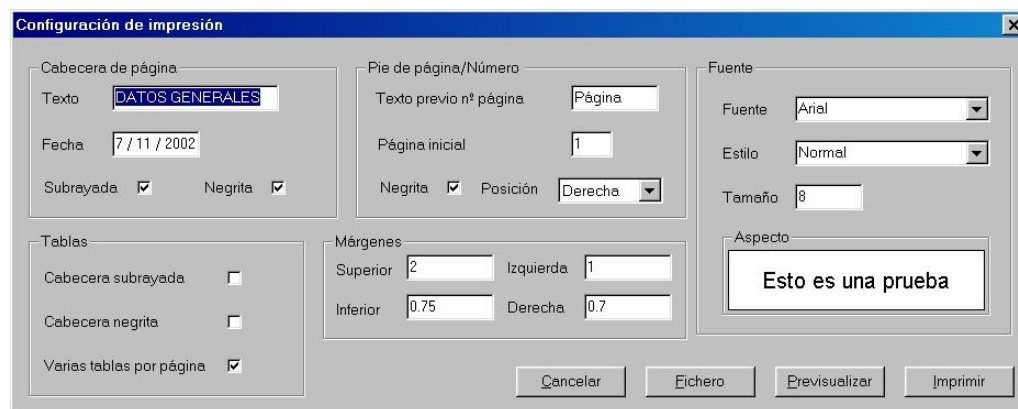 Configuración de impresión
Cabecera de página
Texto DATOS GENERALES
Fecha 7 / 11 / 2002
Subrayada Negrita
Pie de página/Número
Texto previo nº página Página
Página inicial 1
Negrita Posición Derecha
Fuente
Fuente Arial
Estilo Normal
Tamaño 8
Aspecto
Esto es una prueba
Tablas
Cabecera subrayada
Cabecera negrita
Varias tablas por página
Márgenes
Superior 2 Izquierda 1
Inferior 0.75 Derecha 0.7
Cancelar Fichero Previsualizar Imprimir